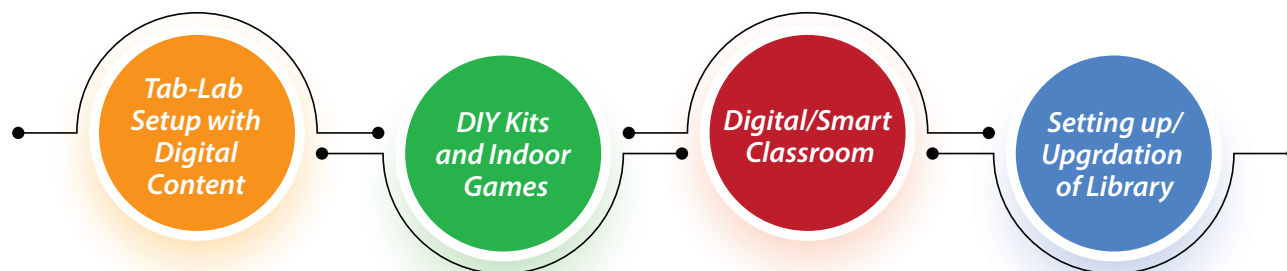 Tab-Lab
Setup with
Digital
Content
DIY Kits
and Indoor
Games
Digital/Smart
Classroom
Setting up/
Upgrdation
of Library